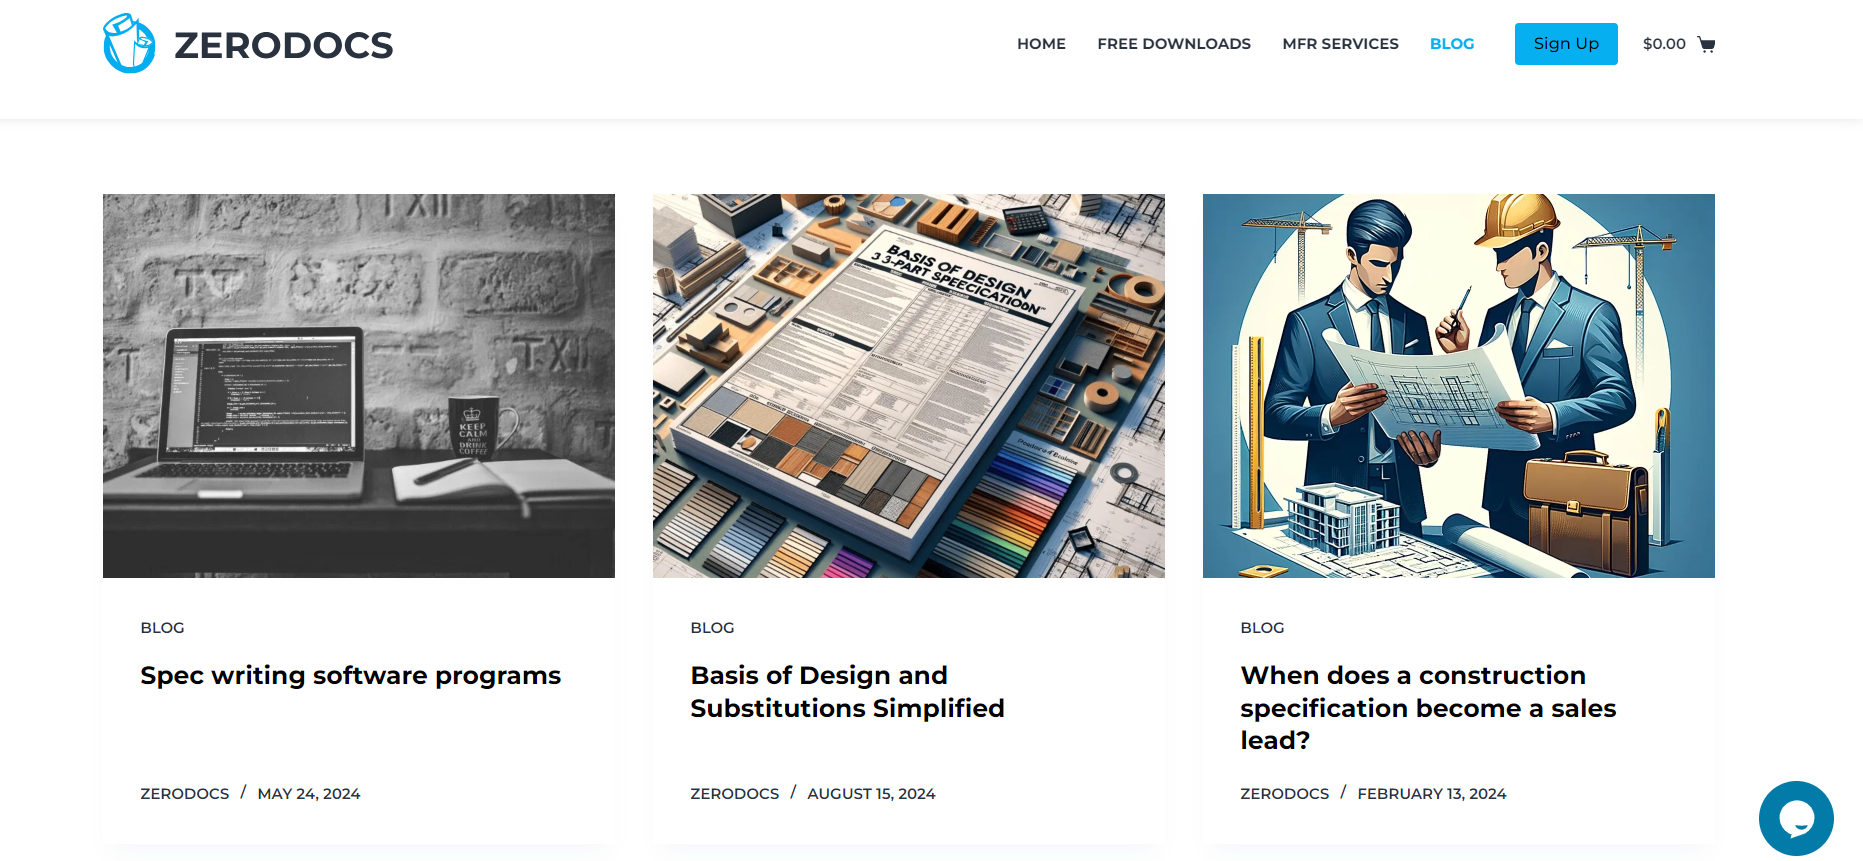 ZERODOCS
HOME
FREE DOWNLOADS
MFR SERVICES
BLOG
Sign Up
$0.00
KEEP
CALM
AND
DRINK
COFFEE
BASIS OF DESIGN
3 3-PART SPEECICATION
BLOG
Spec writing software programs
ZERODOCS / MAY 24, 2024
BLOG
Basis of Design and
Substitutions Simplified
ZERODOCS / AUGUST 15, 2024
BLOG
When does a construction
specification become a sales
lead?
ZERODOCS / FEBRUARY 13, 2024